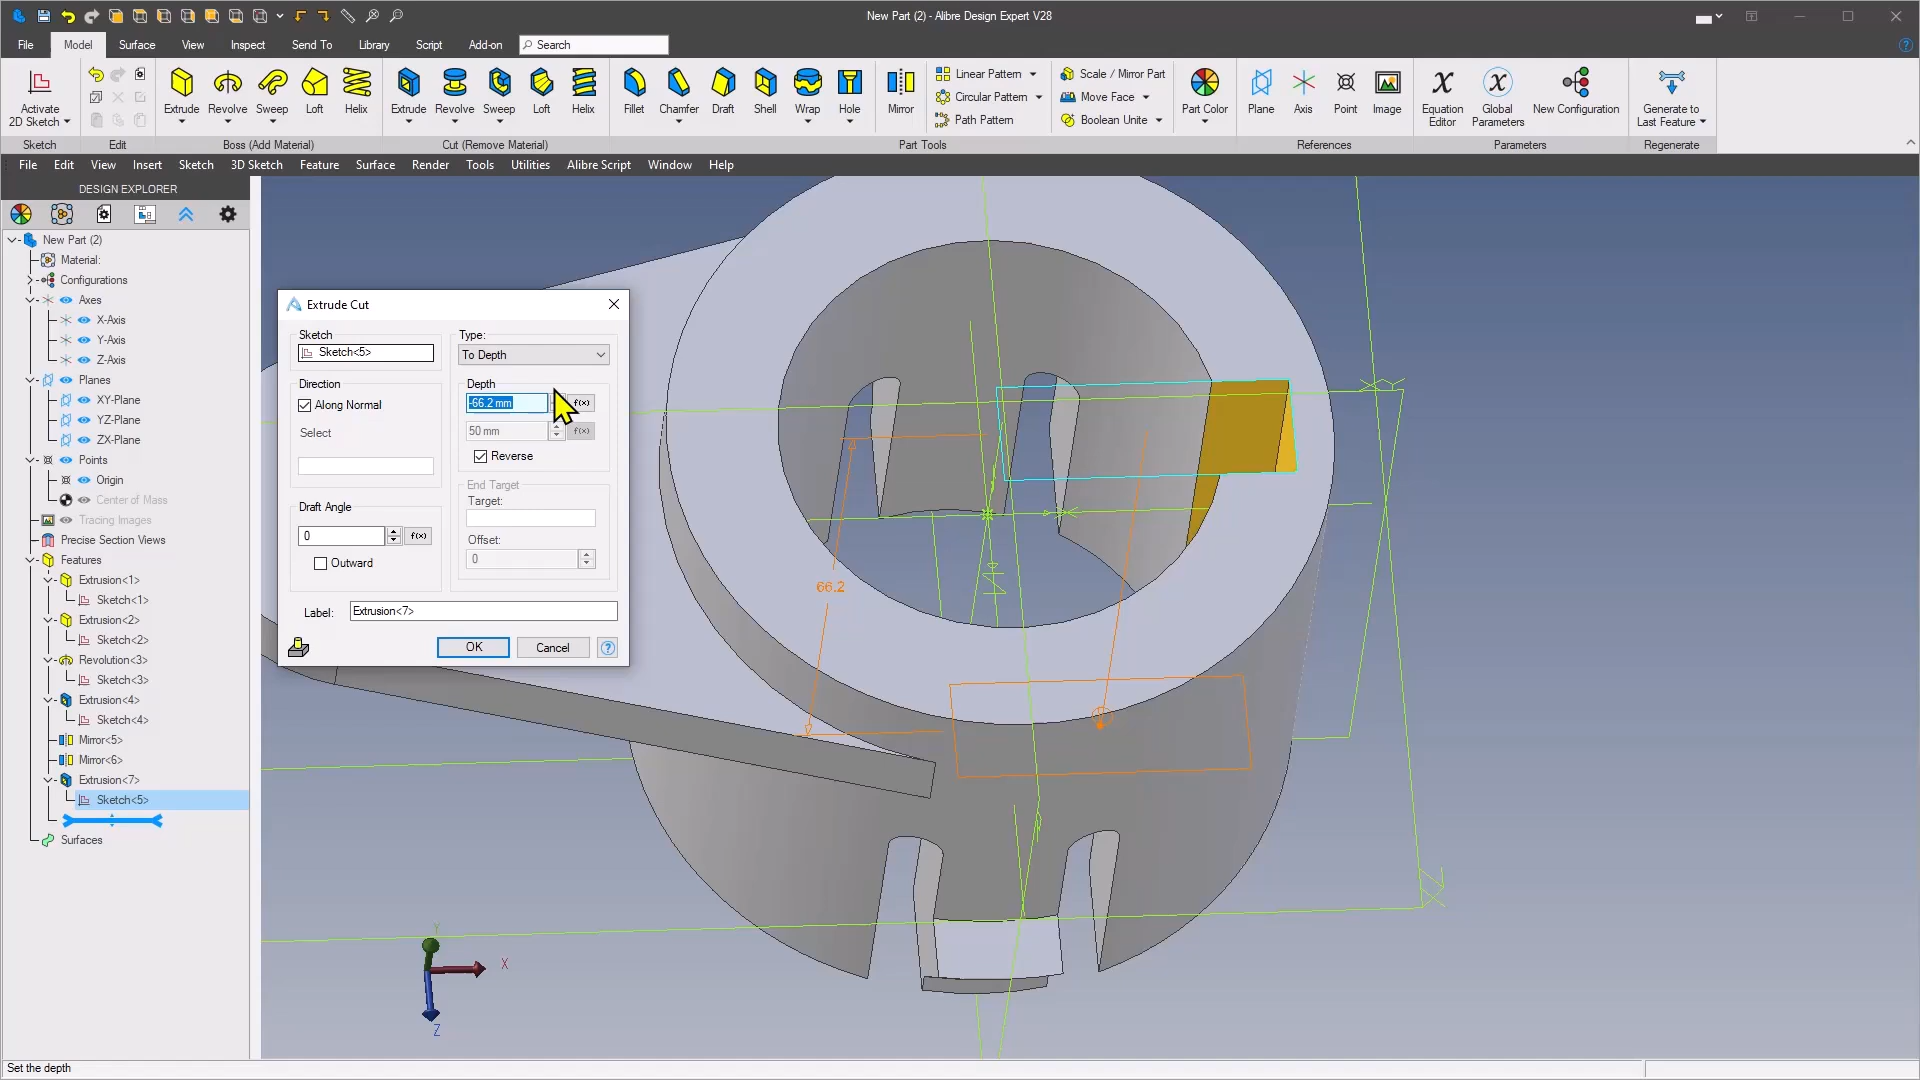 New Part (2) - Alibre Design Expert V28
File Model Surface View Inspect Send To Library Script Add-on Search
Activate 2D Sketch
Extrude Revolve Sweep Loft Helix
Extrude Revolve Sweep Loft Helix
Fillet Chamfer Draft Shell Wrap Hole Mirror
Linear Pattern
Circular Pattern
Path Pattern
Scale / Mirror Part
Move Face
Boolean Unite
Part Color
Plane Axis Point Image
Equation Editor
Global Parameters
New Configuration
Generate to Last Feature
Sketch Edit Boss (Add Material) Cut (Remove Material) Part Tools References Parameters Regenerate
File Edit View Insert Sketch 3D Sketch Feature Surface Render Tools Utilities Alibre Script Window Help
DESIGN EXPLORER
New Part (2)
Material:
Configurations
Axes
X-Axis
Y-Axis
Z-Axis
Planes
XY-Plane
YZ-Plane
ZX-Plane
Points
Origin
Center of Mass
Tracing Images
Precise Section Views
Features
Extrusion<1>
Sketch<1>
Extrusion<2>
Sketch<2>
Revolution<3>
Sketch<3>
Extrusion<4>
Sketch<4>
Mirror<5>
Mirror<6>
Extrusion<7>
Sketch<5>
Surfaces
Extrude Cut
Sketch
Sketch<5>
Type:
To Depth
Direction
Along Normal
Select
Depth
-66.2 mm
f(x)
50 mm
f(x)
Reverse
Draft Angle
0
f(x)
Outward
End Target
Target:
Offset:
0
Label:
Extrusion<7>
OK
Cancel
66.2
Y
X
Z
Set the depth